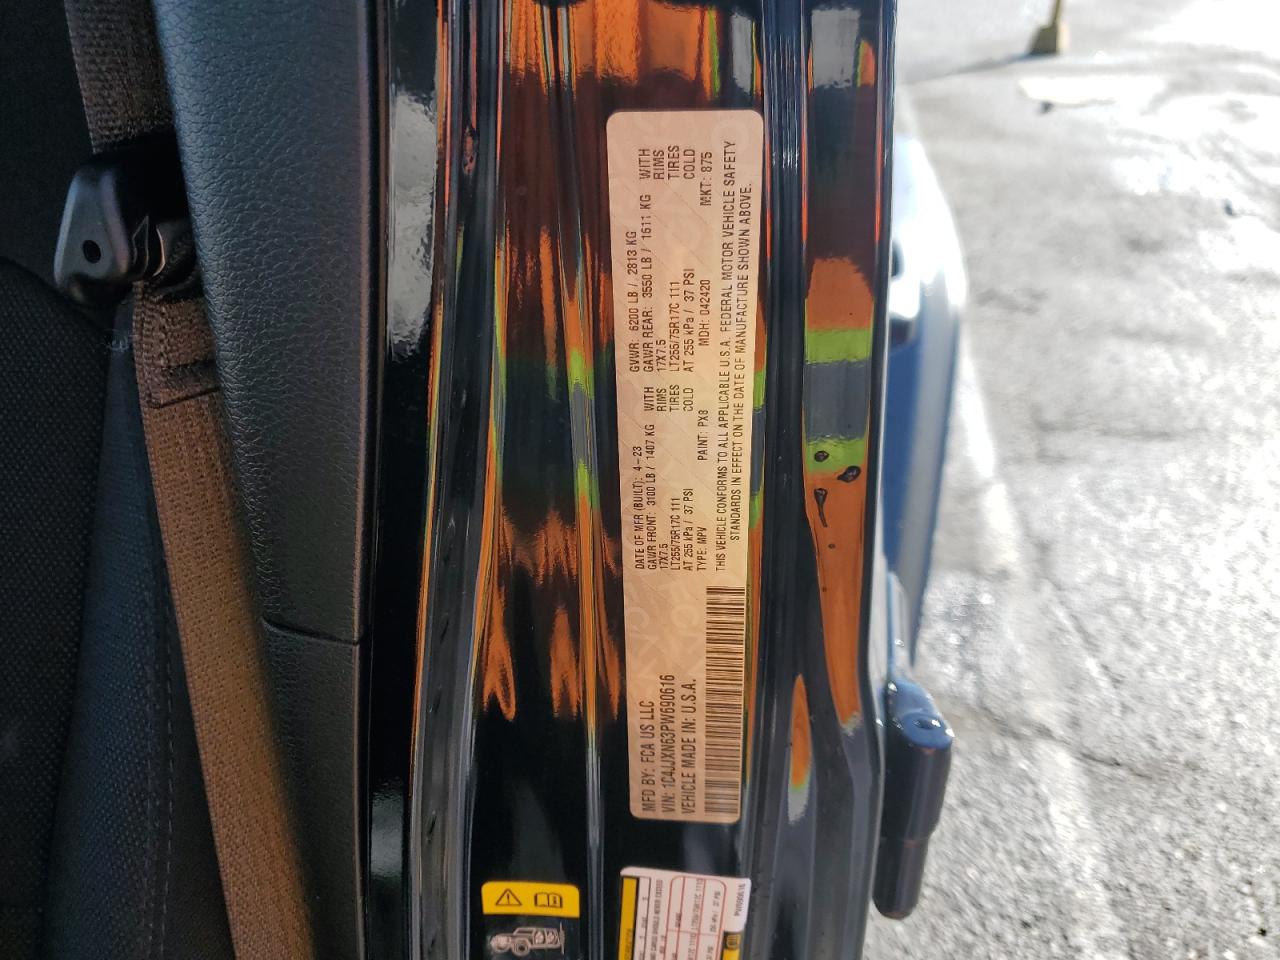 MFD BY: FCA US LLC
VIN: 1C4JJXN63PW690616
VEHICLE MADE IN: U.S.A.
DATE OF MFR (BUILT): 4-23 GVWR: 6200 LB / 2813 KG
GAWR FRONT: 3100 LB / 1407 KG WITH GAWR REAR: 3550 LB / 1611 KG WITH
17X7.5 RIMS 17X7.5 RIMS
LT255/75R17C 111 TIRES LT255/75R17C 111 TIRES
AT 255 kPa / 37 PSI COLD AT 255 kPa / 37 PSI COLD
TYPE: MPV PAINT: PX8 MDH: 042420 MKT: 875
THIS VEHICLE CONFORMS TO ALL APPLICABLE U.S.A. FEDERAL MOTOR VEHICLE SAFETY
STANDARDS IN EFFECT ON THE DATE OF MANUFACTURE SHOWN ABOVE.
PW690616